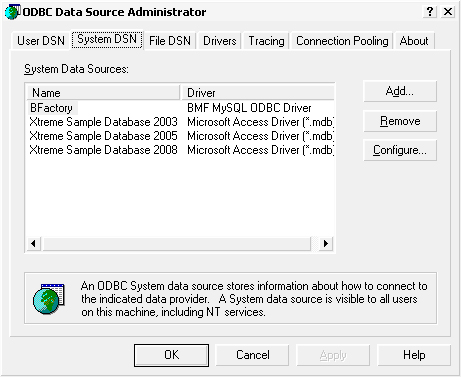 ODBC Data Source Administrator
User DSN System DSN File DSN Drivers Tracing Connection Pooling About
System Data Sources:
Name Driver
BFactory BMF MySQL ODBC Driver
Xtreme Sample Database 2003 Microsoft Access Driver (*.mdb)
Xtreme Sample Database 2005 Microsoft Access Driver (*.mdb)
Xtreme Sample Database 2008 Microsoft Access Driver (*.mdb)
Add...
Remove
Configure...
An ODBC System data source stores information about how to connect
to the indicated data provider. A System data source is visible to all users
on this machine, including NT services.
OK Cancel Apply Help